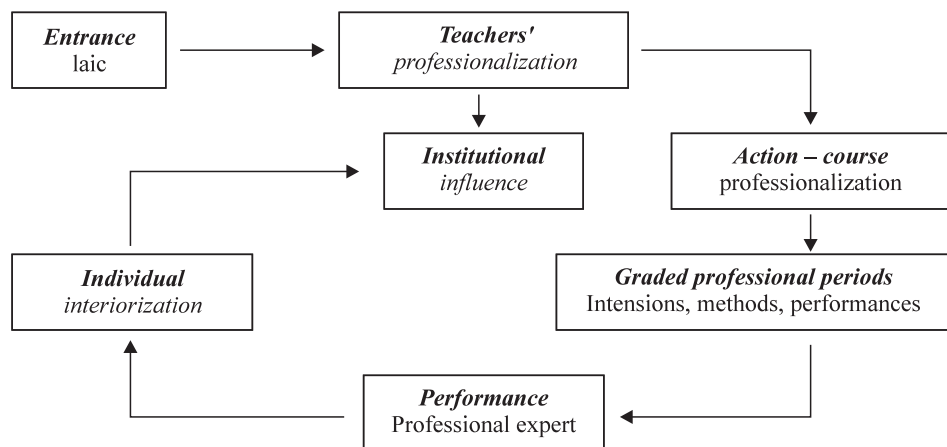 Entrance
laic
Teachers'
professionalization
Institutional
influence
Action – course
professionalization
Individual
interiorization
Graded professional periods
Intensions, methods, performances
Performance
Professional expert